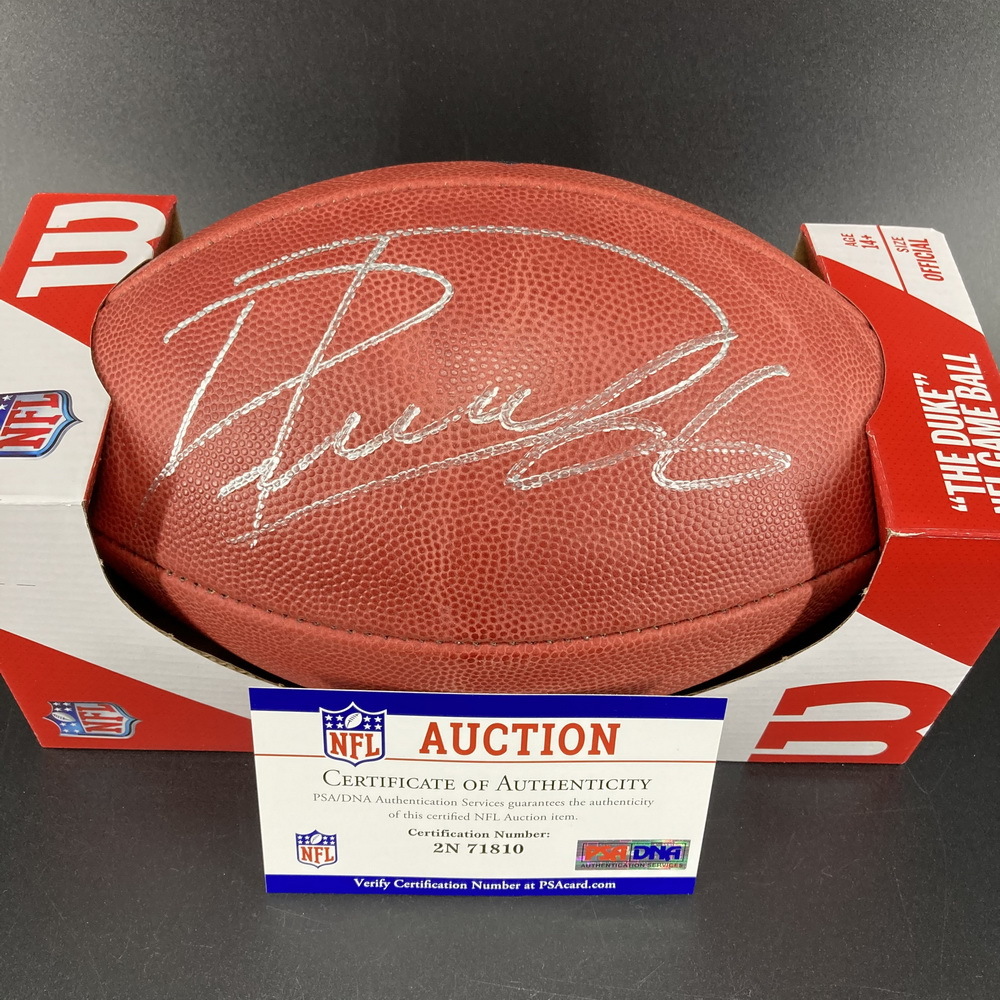 NFL
AGE
14+
SIZE
OFFICIAL
"THE DUKE"
NFL GAME BALL
NFL
NFL
AUCTION
CERTIFICATE OF AUTHENTICITY
PSA/DNA Authentication Services guarantees the authenticity
of this certified NFL Auction item.
Certification Number:
2N 71810
NFL
PSA DNA
AUTHENTICATION SERVICES
Verify Certification Number at PSAcard.com